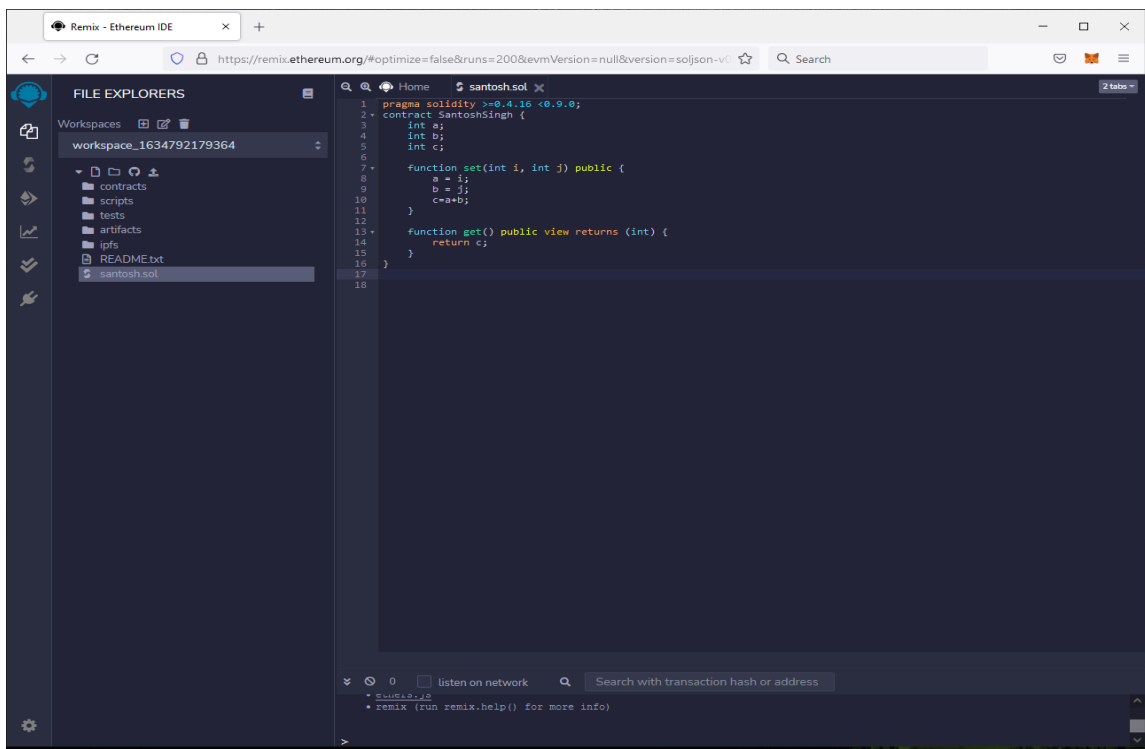 Remix - Ethereum IDE
https://remix.ethereum.org/#optimize=false&runs=200&evmVersion=null&version=soljson-v0
Search
FILE EXPLORERS
Workspaces
workspace_1634792179364
contracts
scripts
tests
artifacts
ipfs
README.txt
santosh.sol
Home
santosh.sol
2 tabs
1 pragma solidity >=0.4.16 <0.9.0;
2 contract SantoshSingh {
3 int a;
4 int b;
5 int c;
6
7 function set(int i, int j) public {
8 a = i;
9 b = j;
10 c=a+b;
11 }
12
13 function get() public view returns (int) {
14 return c;
15 }
16 }
17
18
0
listen on network
Search with transaction hash or address
• ethers.js
• remix (run remix.help() for more info)
>